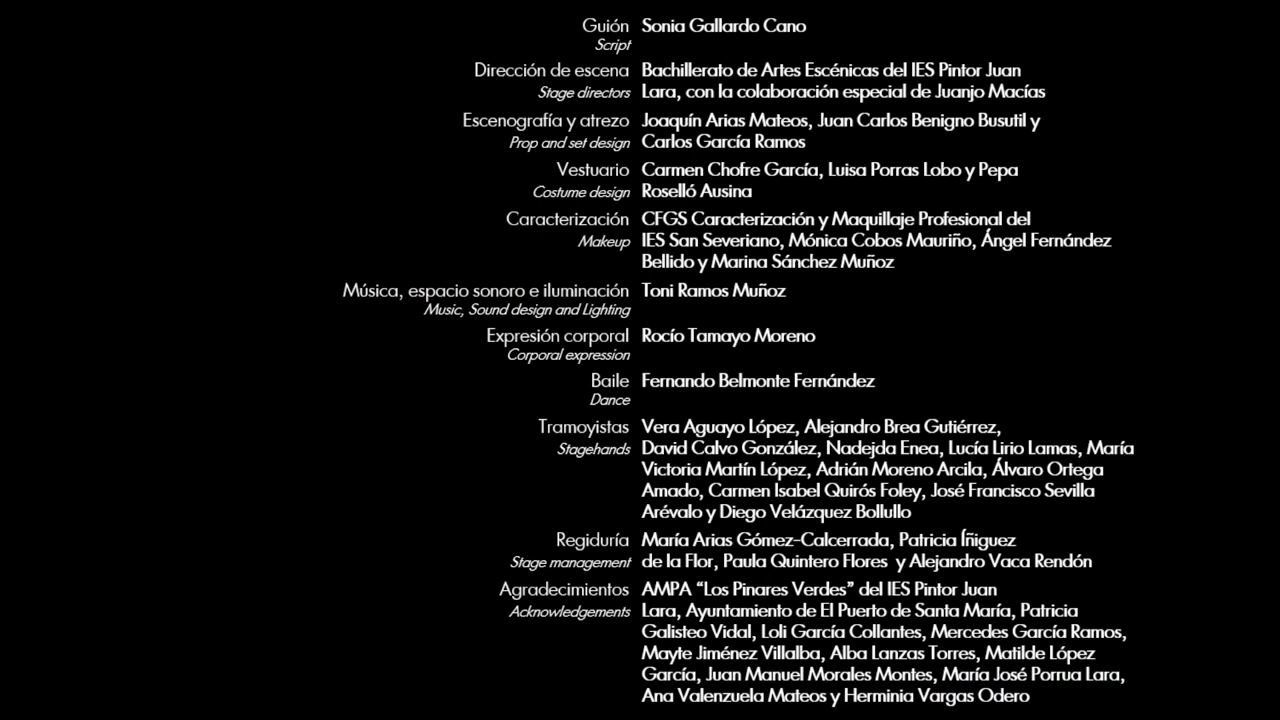 Guión Sonia Gallardo Cano
Script
Dirección de escena Bachillerato de Artes Escénicas del IES Pintor Juan
Stage directors Lara, con la colaboración especial de Juanjo Macías
Escenografía y atrezo Joaquín Arias Mateos, Juan Carlos Benigno Busutil y
Prop and set design Carlos García Ramos
Vestuario Carmen Chofre García, Luisa Porras Lobo y Pepa
Costume design Roselló Ausina
Caracterización CFGS Caracterización y Maquillaje Profesional del
Makeup IES San Severiano, Mónica Cobos Mauriño, Ángel Fernández
Bellido y Marina Sánchez Muñoz
Música, espacio sonoro e iluminación Toni Ramos Muñoz
Music, Sound design and Lighting
Expresión corporal Rocío Tamayo Moreno
Corporal expression
Baile Fernando Belmonte Fernández
Dance
Tramoyistas Vera Aguayo López, Alejandro Brea Gutiérrez,
Stagehands David Calvo González, Nadejda Enea, Lucía Lirio Lamas, María
Victoria Martín López, Adrián Moreno Arcila, Álvaro Ortega
Amado, Carmen Isabel Quirós Foley, José Francisco Sevilla
Arévalo y Diego Velázquez Bollullo
Regiduría María Arias Gómez-Calcerrada, Patricia Íñiguez
Stage management de la Flor, Paula Quintero Flores y Alejandro Vaca Rendón
Agradecimientos AMPA “Los Pinares Verdes” del IES Pintor Juan
Acknowledgements Lara, Ayuntamiento de El Puerto de Santa María, Patricia
Galisteo Vidal, Loli García Collantes, Mercedes García Ramos,
Mayte Jiménez Villalba, Alba Lanzas Torres, Matilde López
García, Juan Manuel Morales Montes, María José Porrua Lara,
Ana Valenzuela Mateos y Herminia Vargas Odero